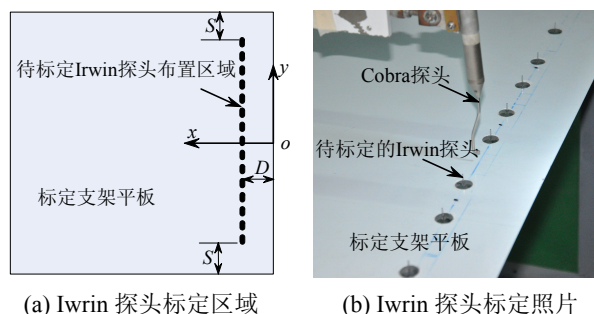 S
待标定Irwin探头布置区域
y
x
o
D
标定支架平板
S
(a) Iwrin 探头标定区域
Cobra探头
待标定的Irwin探头
标定支架平板
(b) Iwrin 探头标定照片